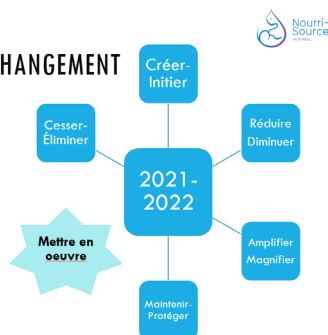 Nourri-
Source
MONTRÉAL
HANGEMENT
Créer-
Initier
Cesser-
Éliminer
Réduire
Diminuer
2021-
2022
Mettre en
oeuvre
Amplifier
Magnifier
Maintenir-
Protéger